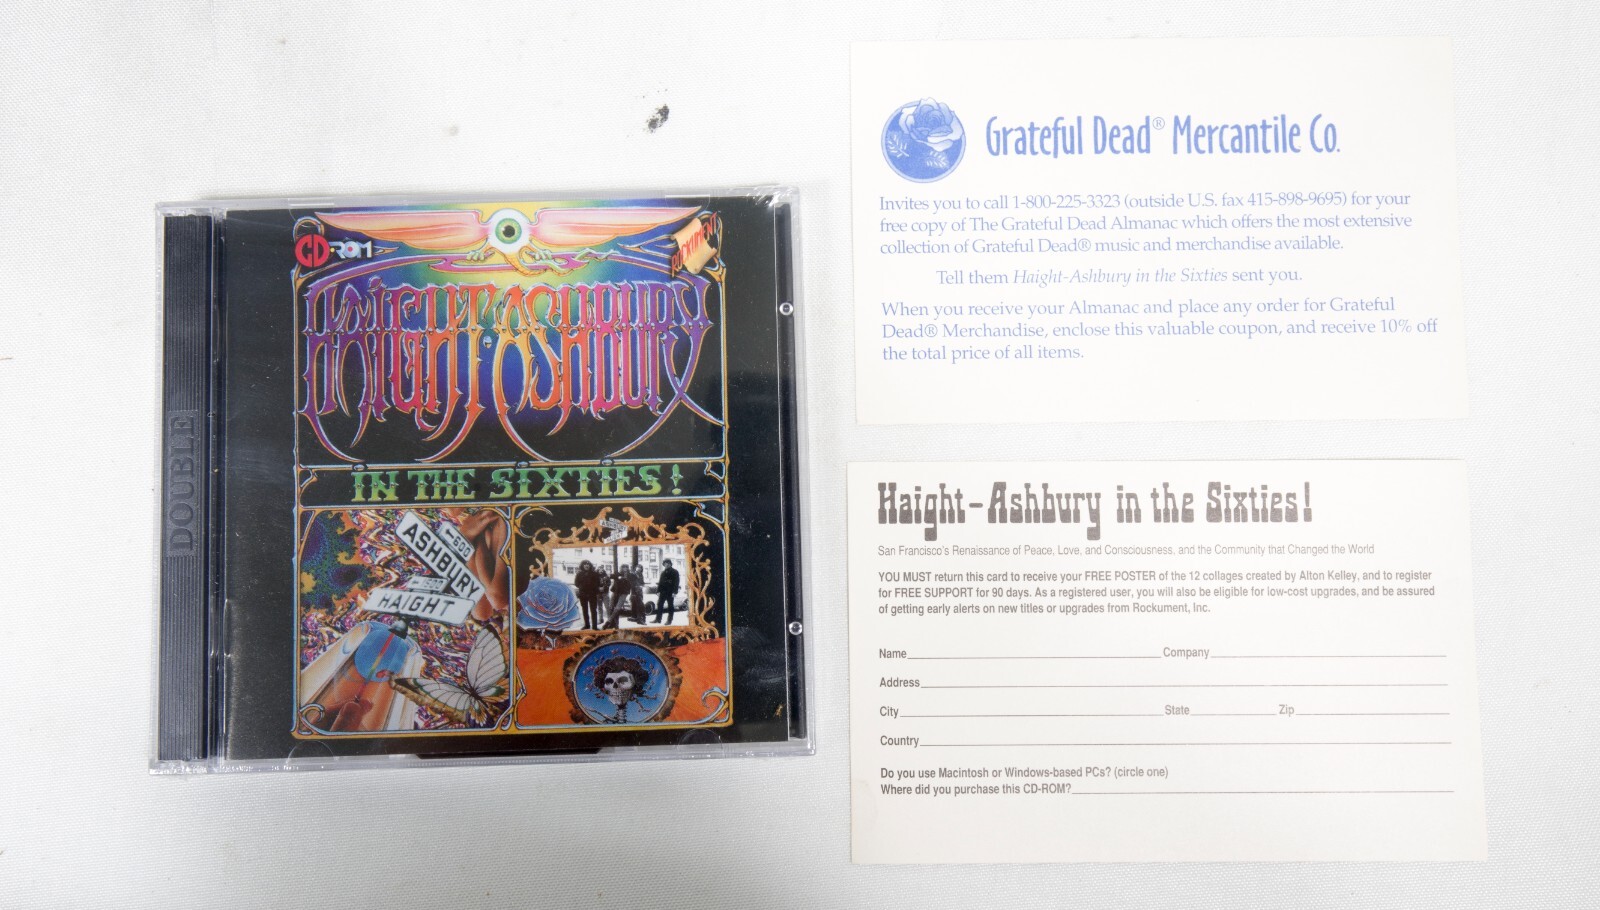 DOUBLE
CD-ROM
ROCKUMENT
HAIGHT-ASHBURY
IN THE SIXTIES!
600
ASHBURY
HAIGHT
Grateful Dead® Mercantile Co.
Invites you to call 1-800-225-3323 (outside U.S. fax 415-898-9695) for your
free copy of The Grateful Dead Almanac which offers the most extensive
collection of Grateful Dead® music and merchandise available.
Tell them Haight-Ashbury in the Sixties sent you.
When you receive your Almanac and place any order for Grateful
Dead® Merchandise, enclose this valuable coupon, and receive 10% off
the total price of all items.
Haight-Ashbury in the Sixties!
San Francisco's Renaissance of Peace, Love, and Consciousness, and the Community that Changed the World
YOU MUST return this card to receive your FREE POSTER of the 12 collages created by Alton Kelley, and to register
for FREE SUPPORT for 90 days. As a registered user, you will also be eligible for low-cost upgrades, and be assured
of getting early alerts on new titles or upgrades from Rockument, Inc.
Name Company
Address
City State Zip
Country
Do you use Macintosh or Windows-based PCs? (circle one)
Where did you purchase this CD-ROM?